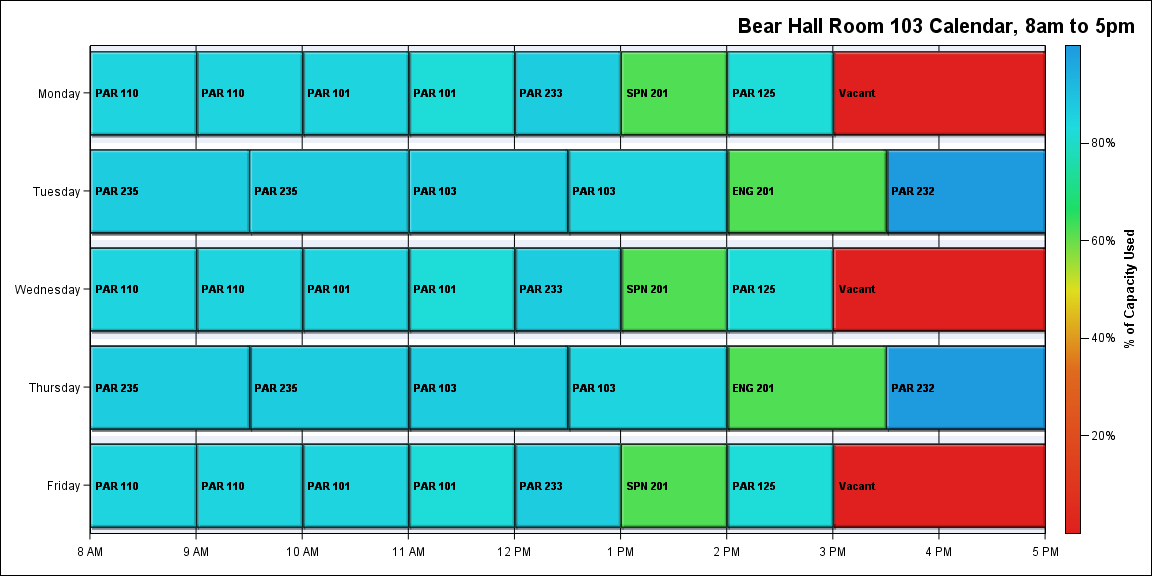 Bear Hall Room 103 Calendar, 8am to 5pm
Monday
PAR 110
PAR 110
PAR 101
PAR 101
PAR 233
SPN 201
PAR 125
Vacant
Tuesday
PAR 235
PAR 235
PAR 103
PAR 103
ENG 201
PAR 232
Wednesday
PAR 110
PAR 110
PAR 101
PAR 101
PAR 233
SPN 201
PAR 125
Vacant
Thursday
PAR 235
PAR 235
PAR 103
PAR 103
ENG 201
PAR 232
Friday
PAR 110
PAR 110
PAR 101
PAR 101
PAR 233
SPN 201
PAR 125
Vacant
8 AM
9 AM
10 AM
11 AM
12 PM
1 PM
2 PM
3 PM
4 PM
5 PM
80%
60%
40%
20%
% of Capacity Used